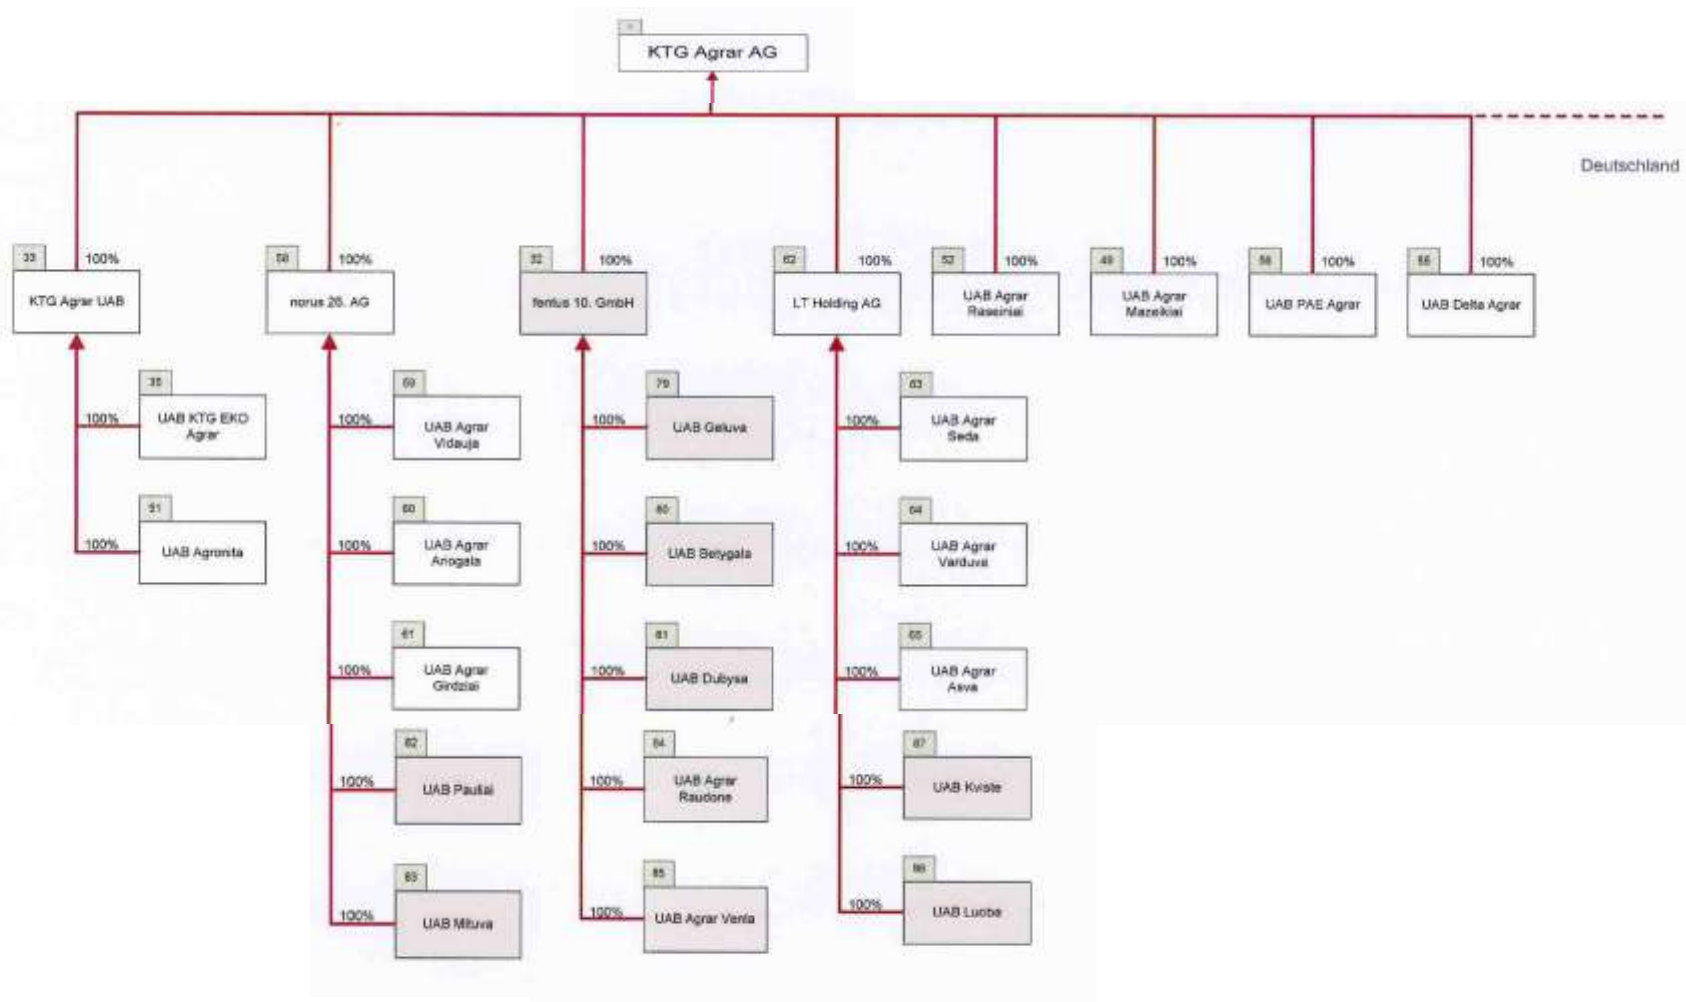 KTG Agrar AG
Deutschland
33
100%
KTG Agrar UAB
58
100%
norus 26. AG
32
100%
fentus 10. GmbH
62
100%
LT Holding AG
52
100%
UAB Agrar
Raseiniai
49
100%
UAB Agrar
Mazeikiai
56
100%
UAB PAE Agrar
55
100%
UAB Delta Agrar
35
100%
UAB KTG EKO
Agrar
51
100%
UAB Agronita
59
100%
UAB Agrar
Vidauja
60
100%
UAB Agrar
Ariogala
61
100%
UAB Agrar
Girdziai
82
100%
UAB Pauliai
83
100%
UAB Mituva
79
100%
UAB Geluva
80
100%
UAB Betygala
81
100%
UAB Dubysa
84
100%
UAB Agrar
Raudone
85
100%
UAB Agrar Venta
63
100%
UAB Agrar
Seda
64
100%
UAB Agrar
Varduva
65
100%
UAB Agrar
Asva
87
100%
UAB Kviste
100%
UAB Luoba